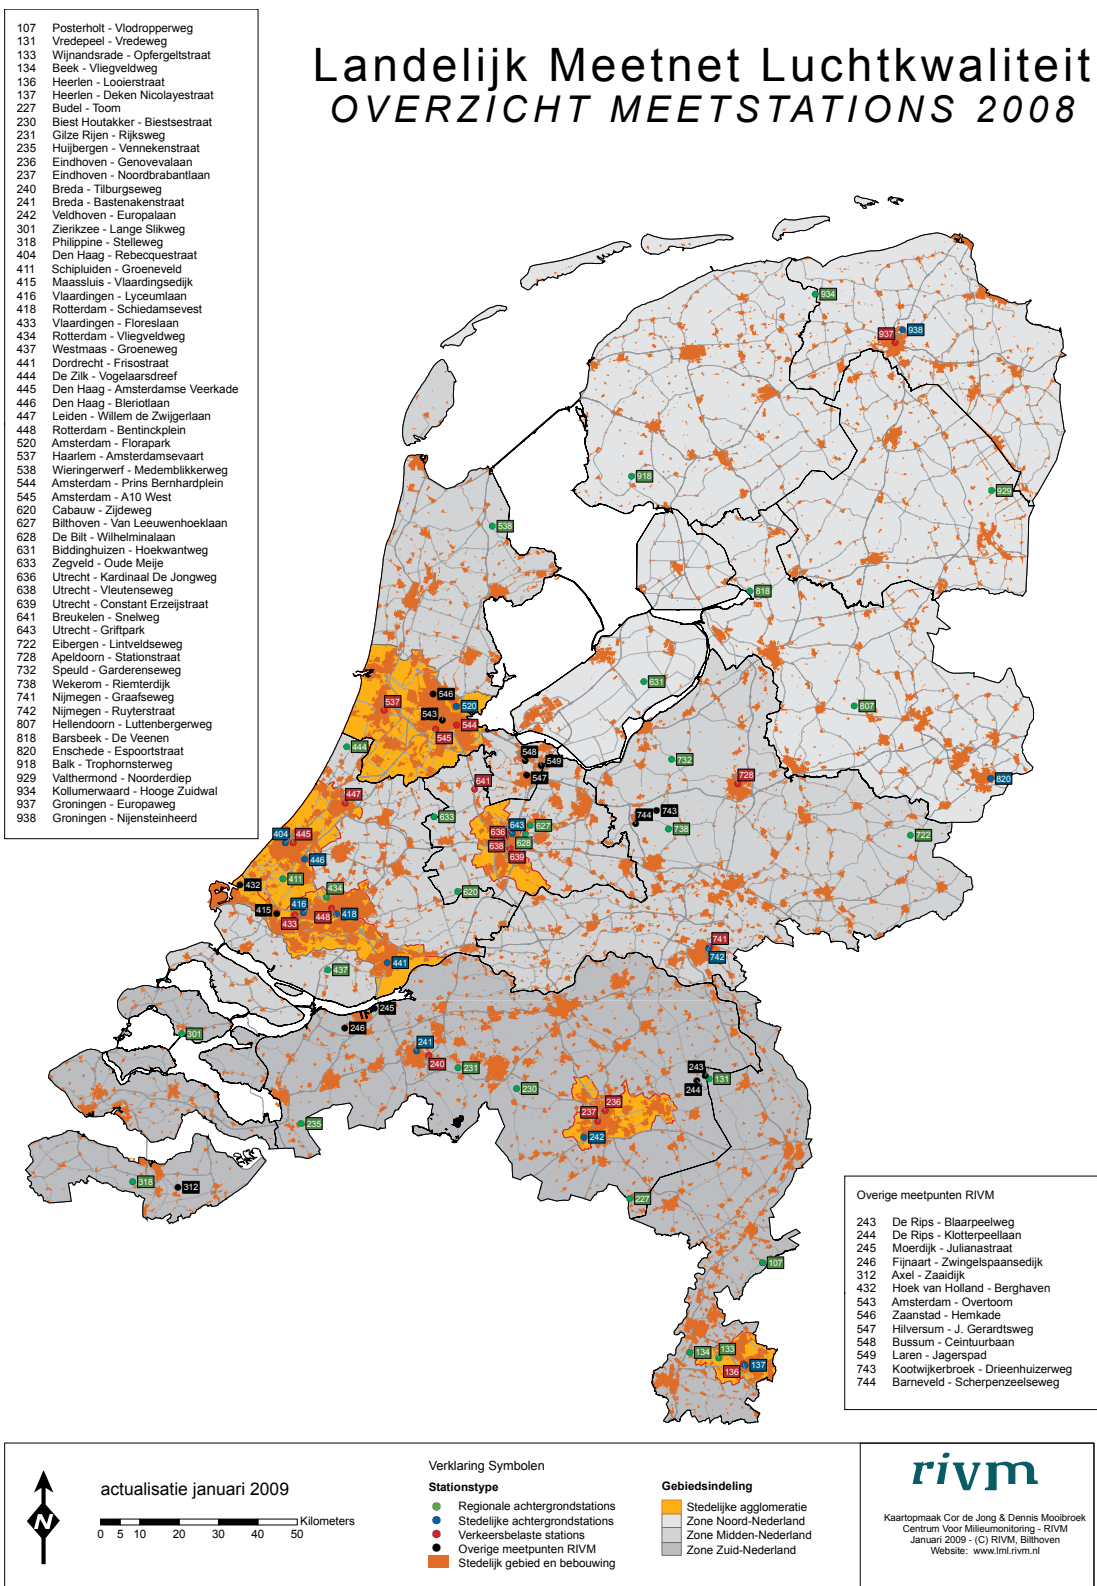 Landelijk Meetnet Luchtkwaliteit
OVERZICHT MEETSTATIONS 2008
107 Posterholt - Vlodropperweg
131 Vredepeel - Vredeweg
133 Wijnandsrade - Opfergeltstraat
134 Beek - Vliegveldweg
136 Heerlen - Looierstraat
137 Heerlen - Deken Nicolayestraat
227 Budel - Toom
230 Biest Houtakker - Biestsestraat
231 Gilze Rijen - Rijksweg
235 Huijbergen - Vennekenstraat
236 Eindhoven - Genovevalaan
237 Eindhoven - Noordbrabantlaan
240 Breda - Tilburgseweg
241 Breda - Bastenakenstraat
242 Veldhoven - Europalaan
301 Zierikzee - Lange Slikweg
318 Philippine - Stelleweg
404 Den Haag - Rebecquestraat
411 Schipluiden - Groeneveld
415 Maassluis - Vlaardingsedijk
416 Vlaardingen - Lyceumlaan
418 Rotterdam - Schiedamsevest
433 Vlaardingen - Floreslaan
434 Rotterdam - Vliegveldweg
437 Westmaas - Groeneweg
441 Dordrecht - Frisostraat
444 De Zilk - Vogelaarsdreef
445 Den Haag - Amsterdamse Veerkade
446 Den Haag - Bleriotlaan
447 Leiden - Willem de Zwijgerlaan
448 Rotterdam - Bentinckplein
520 Amsterdam - Florapark
537 Haarlem - Amsterdamsevaart
538 Wieringerwerf - Medemblikkerweg
544 Amsterdam - Prins Bernhardplein
545 Amsterdam - A10 West
620 Cabauw - Zijdeweg
627 Bilthoven - Van Leeuwenhoeklaan
628 De Bilt - Wilhelminalaan
631 Biddinghuizen - Hoekwantweg
633 Zegveld - Oude Meije
636 Utrecht - Kardinaal De Jongweg
638 Utrecht - Vleutenseweg
639 Utrecht - Constant Erzeijstraat
641 Breukelen - Snelweg
643 Utrecht - Griftpark
722 Eibergen - Lintveldseweg
728 Apeldoorn - Stationstraat
732 Speuld - Garderenseweg
738 Wekerom - Riemterdijk
741 Nijmegen - Graafseweg
742 Nijmegen - Ruyterstraat
807 Hellendoorn - Luttenbergerweg
818 Barsbeek - De Veenen
820 Enschede - Espoortstraat
918 Balk - Trophornsterweg
929 Valthermond - Noorderdiep
934 Kollumerwaard - Hooge Zuidwal
937 Groningen - Europaweg
938 Groningen - Nijensteinheerd
934
937
938
918
929
538
818
631
807
546
520
543
537
544
545
444
548
549
547
732
728
820
641
447
744
743
738
722
633
643
636
627
638
628
639
404
445
446
411
432
434
620
415
416
448
418
433
741
742
441
437
245
246
301
241
240
231
230
243
244
131
236
237
242
235
318
312
227
107
134
133
136
137
Overige meetpunten RIVM
243 De Rips - Blaarpeelweg
244 De Rips - Klotterpeellaan
245 Moerdijk - Julianastraat
246 Fijnaart - Zwingelspaansedijk
312 Axel - Zaaidijk
432 Hoek van Holland - Berghaven
543 Amsterdam - Overtoom
546 Zaanstad - Hemkade
547 Hilversum - J. Gerardtsweg
548 Bussum - Ceintuurbaan
549 Laren - Jagerspad
743 Kootwijkerbroek - Drieenhuizerweg
744 Barneveld - Scherpenzeelseweg
N
actualisatie januari 2009
0 5 10 20 30 40 50 Kilometers
Verklaring Symbolen
Stationstype
Regionale achtergrondstations
Stedelijke achtergrondstations
Verkeersbelaste stations
Overige meetpunten RIVM
Stedelijk gebied en bebouwing
Gebiedsindeling
Stedelijke agglomeratie
Zone Noord-Nederland
Zone Midden-Nederland
Zone Zuid-Nederland
rivm
Kaartopmaak Cor de Jong & Dennis Mooibroek
Centrum Voor Milieumonitoring - RIVM
Januari 2009 - (C) RIVM, Bilthoven
Website: www.lml.rivm.nl